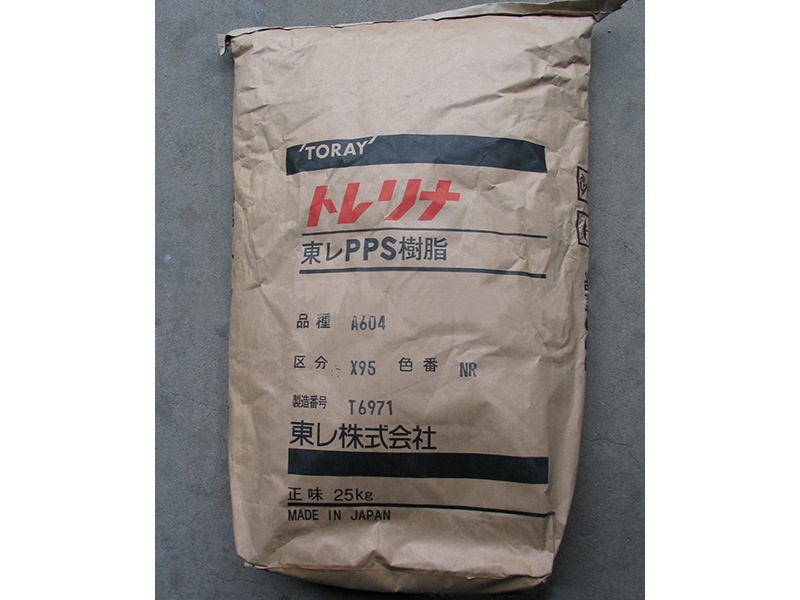 TORAY
トレリナ
東レPPS樹脂
品種 A604
区分 X95 色番 NR
製造番号 T6971
東レ株式会社
正味 25kg
MADE IN JAPAN